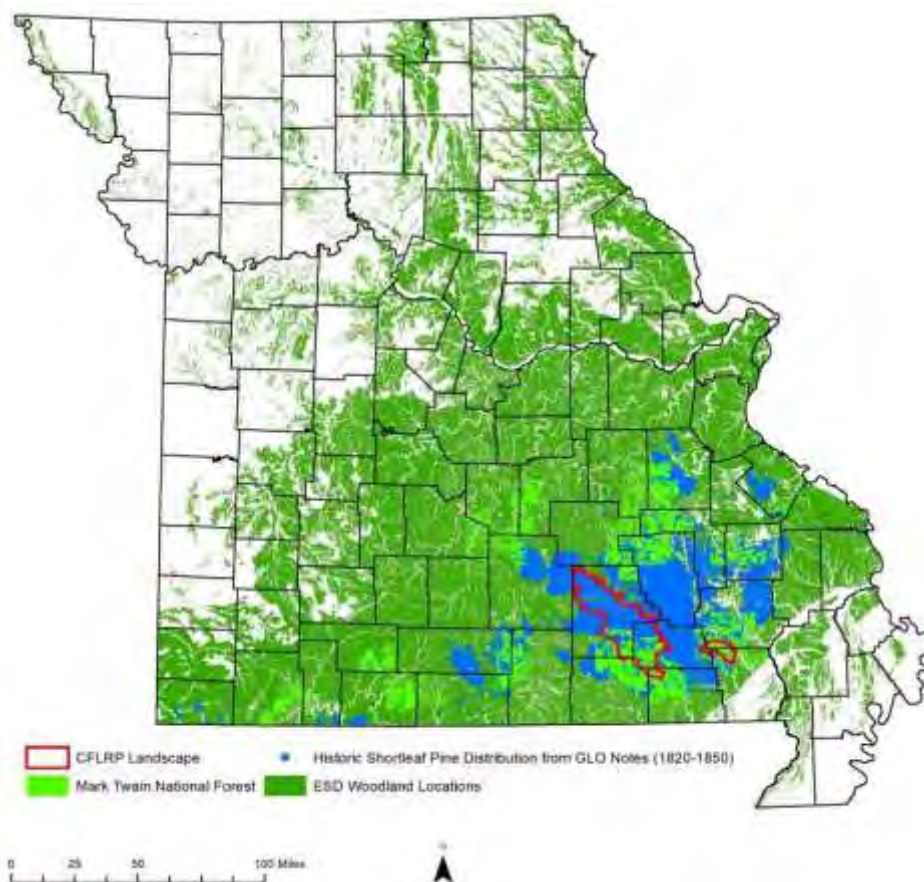 CFLRP Landscape
Historic Shortleaf Pine Distribution from GLO Notes (1820-1850)
Mark Twain National Forest
ESD Woodland Locations
0 25 50 100 Miles